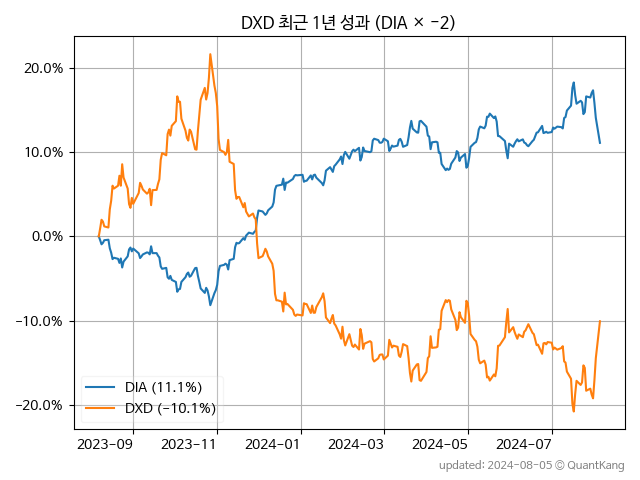 DXD 최근 1년 성과 (DIA × −2)
20.0%
10.0%
0.0%
−10.0%
−20.0%
DIA (11.1%)
DXD (−10.1%)
2023−09 2023−11 2024−01 2024−03 2024−05 2024−07
updated: 2024-08-05 © QuantKang